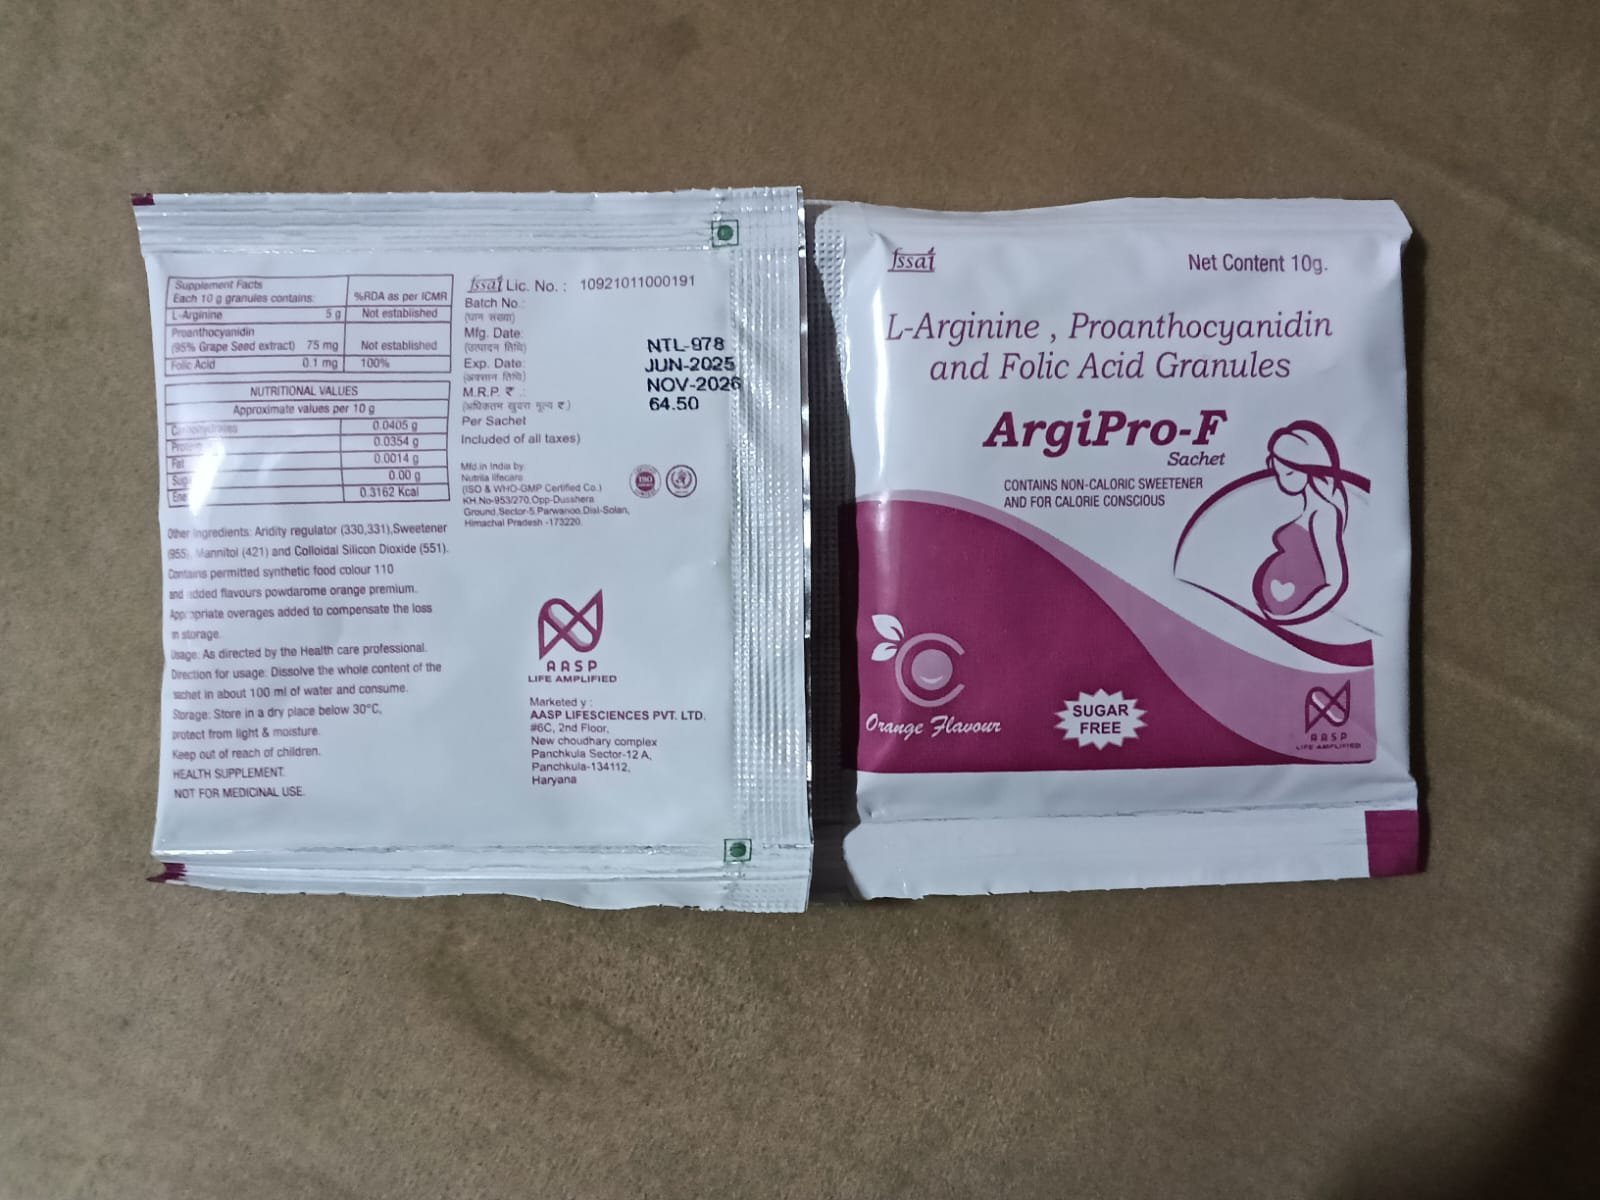 Supplement Facts
Each 10 g granules contains:
%RDA as per ICMR
L-Arginine 5 g Not established
Proanthocyanidin
(95% Grape Seed extract) 75 mg Not established
Folic Acid 0.1 mg 100%
NUTRITIONAL VALUES
Approximate values per 10 g
Carbohydrates 0.0405 g
0.0354 g
Fat 0.0014 g
0.00 g
0.3162 Kcal
Other Ingredients: Aridity regulator (330,331),Sweetener
(955), Mannitol (421) and Colloidal Silicon Dioxide (551).
Contains permitted synthetic food colour 110
and added flavours powdarome orange premium.
Appropriate overages added to compensate the loss
in storage.
Usage: As directed by the Health care professional.
Direction for usage: Dissolve the whole content of the
sachet in about 100 ml of water and consume.
Storage: Store in a dry place below 30°C,
protect from light & moisture.
Keep out of reach of children.
HEALTH SUPPLEMENT.
NOT FOR MEDICINAL USE.
fssai Lic. No. : 10921011000191
Batch No.:
(घान संख्या)
NTL-978
Mfg. Date:
(उत्पादन तिथि)
JUN-2025
Exp. Date:
(अवसान तिथि)
NOV-2026
M.R.P. ₹ .:
(अधिकतम खुदरा मूल्य ₹)
64.50
Per Sachet
Included of all taxes)
Mfd.in India by:
Nutrila lifecare
(ISO & WHO-GMP Certified Co.)
KH.No-953/270,Opp-Dusshera
Ground,Sector-5,Parwanoo,Dist-Solan,
Himachal Pradesh -173220.
ISO
AASP
LIFE AMPLIFIED
Marketed y :
AASP LIFESCIENCES PVT. LTD.
#6C, 2nd Floor,
New choudhary complex
Panchkula Sector-12 A,
Panchkula-134112,
Haryana
fssai
Net Content 10g.
L-Arginine , Proanthocyanidin
and Folic Acid Granules
ArgiPro-F
Sachet
CONTAINS NON-CALORIC SWEETENER
AND FOR CALORIE CONSCIOUS
Orange Flavour
SUGAR
FREE
AASP
LIFE AMPLIFIED